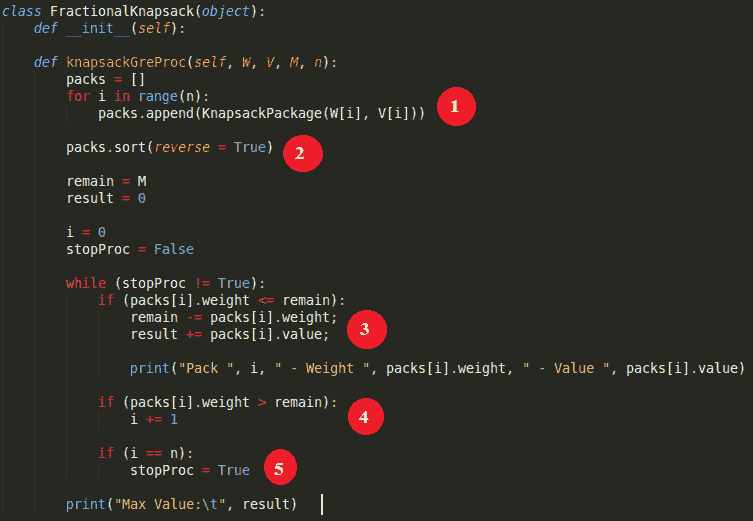 class FractionalKnapsack(object):
    def __init__(self):

    def knapsackGreProc(self, W, V, M, n):
        packs = []
        for i in range(n):
            packs.append(KnapsackPackage(W[i], V[i])) 1

        packs.sort(reverse = True) 2

        remain = M
        result = 0

        i = 0
        stopProc = False

        while (stopProc != True):
            if (packs[i].weight <= remain):
                remain -= packs[i].weight;
                result += packs[i].value; 3

                print("Pack ", i, " - Weight ", packs[i].weight, " - Value ", packs[i].value)

            if (packs[i].weight > remain):
                i += 1 4

            if (i == n):
                stopProc = True 5

        print("Max Value:\t", result)